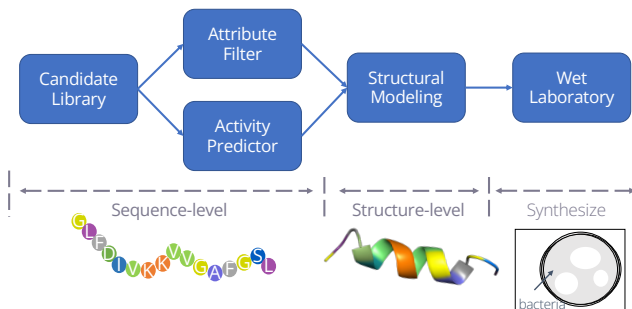 Attribute
Filter
Candidate
Library
Structural
Modeling
Wet
Laboratory
Activity
Predictor
Sequence-level
Structure-level
Synthesize
GLFDIVKKVVGAFGSL
bacteria